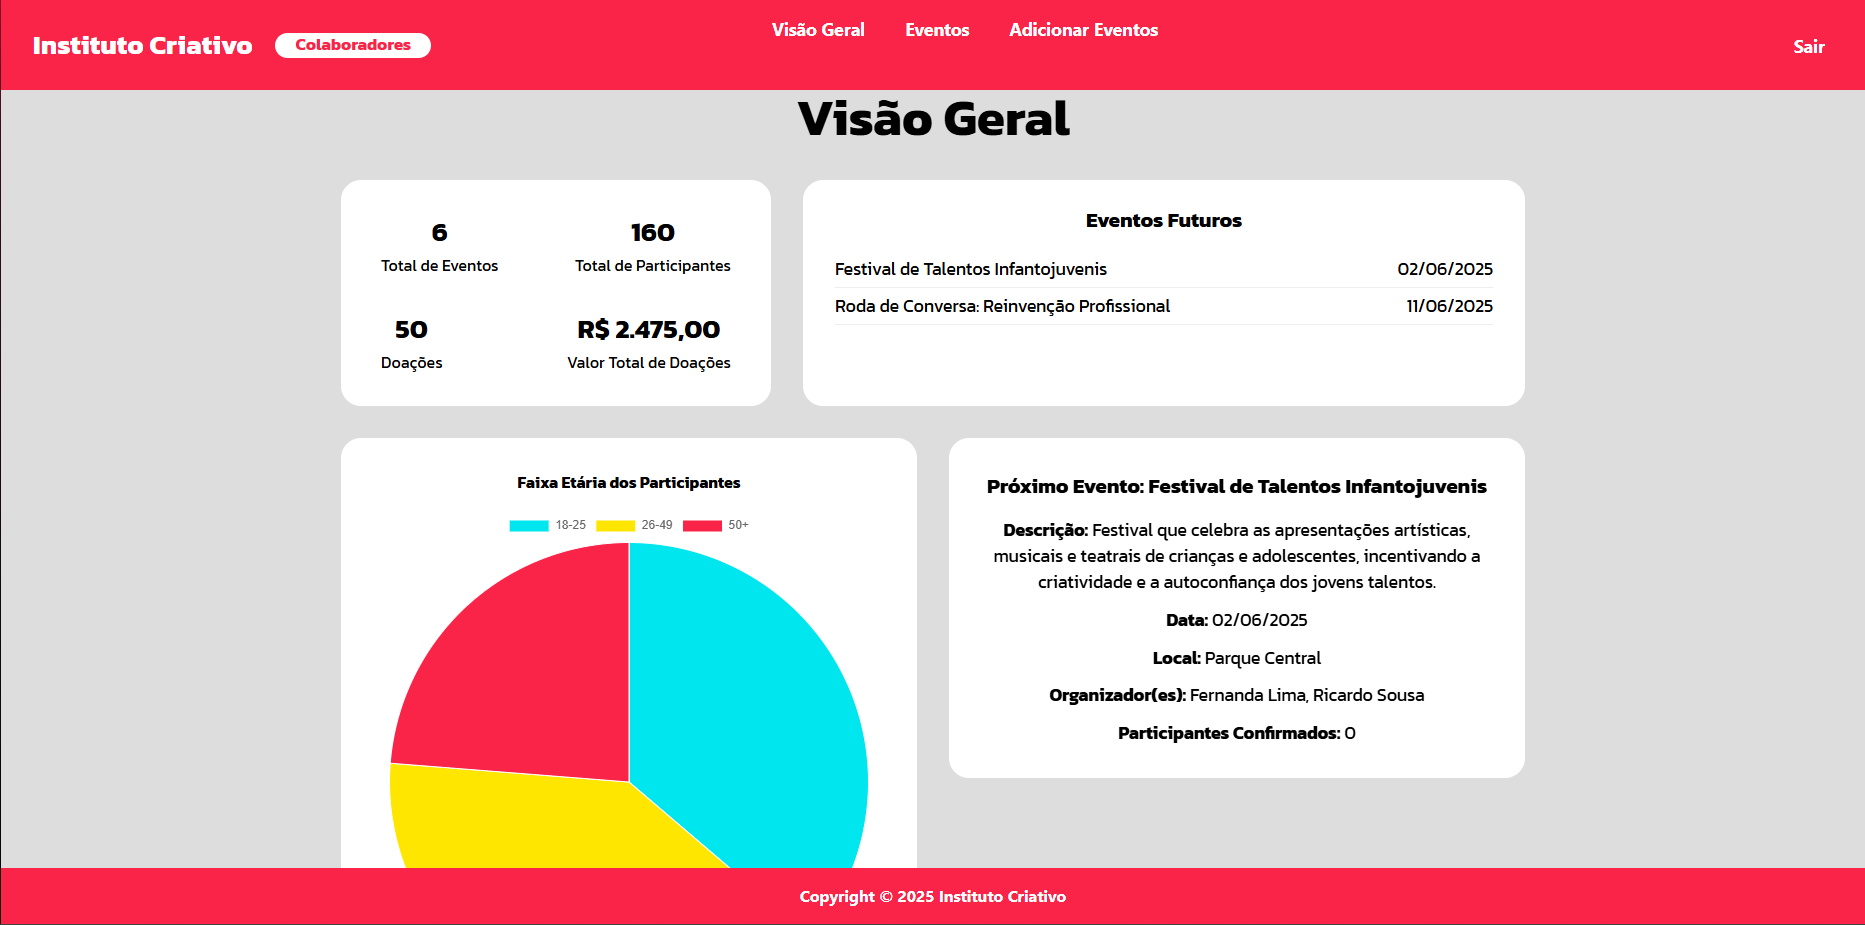 Instituto Criativo
Colaboradores
Visão Geral
Eventos
Adicionar Eventos
Sair
Visão Geral
6
Total de Eventos
160
Total de Participantes
50
Doações
R$ 2.475,00
Valor Total de Doações
Eventos Futuros
Festival de Talentos Infantojuvenis 02/06/2025
Roda de Conversa: Reinvenção Profissional 11/06/2025
Faixa Etária dos Participantes
18-25 26-49 50+
Próximo Evento: Festival de Talentos Infantojuvenis
Descrição: Festival que celebra as apresentações artísticas,
musicais e teatrais de crianças e adolescentes, incentivando a
criatividade e a autoconfiança dos jovens talentos.
Data: 02/06/2025
Local: Parque Central
Organizador(es): Fernanda Lima, Ricardo Sousa
Participantes Confirmados: 0
Copyright © 2025 Instituto Criativo